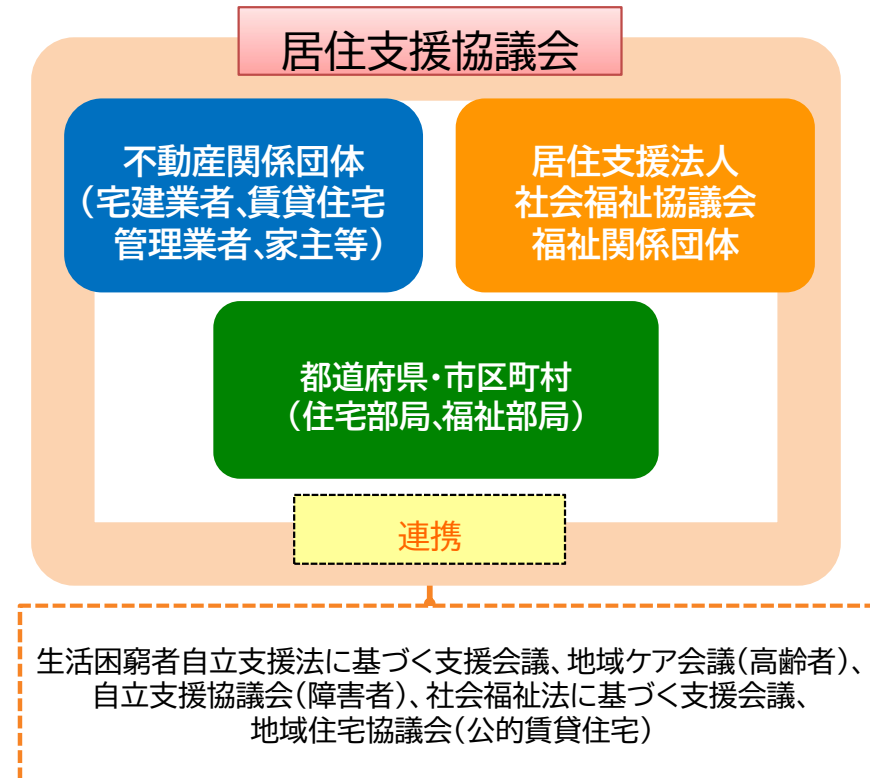 居住支援協議会
不動産関係団体
（宅建業者、賃貸住宅
管理業者、家主等）
居住支援法人
社会福祉協議会
福祉関係団体
都道府県・市区町村
（住宅部局、福祉部局）
連携
生活困窮者自立支援法に基づく支援会議、地域ケア会議（高齢者）、
自立支援協議会（障害者）、社会福祉法に基づく支援会議、
地域住宅協議会（公的賃貸住宅）